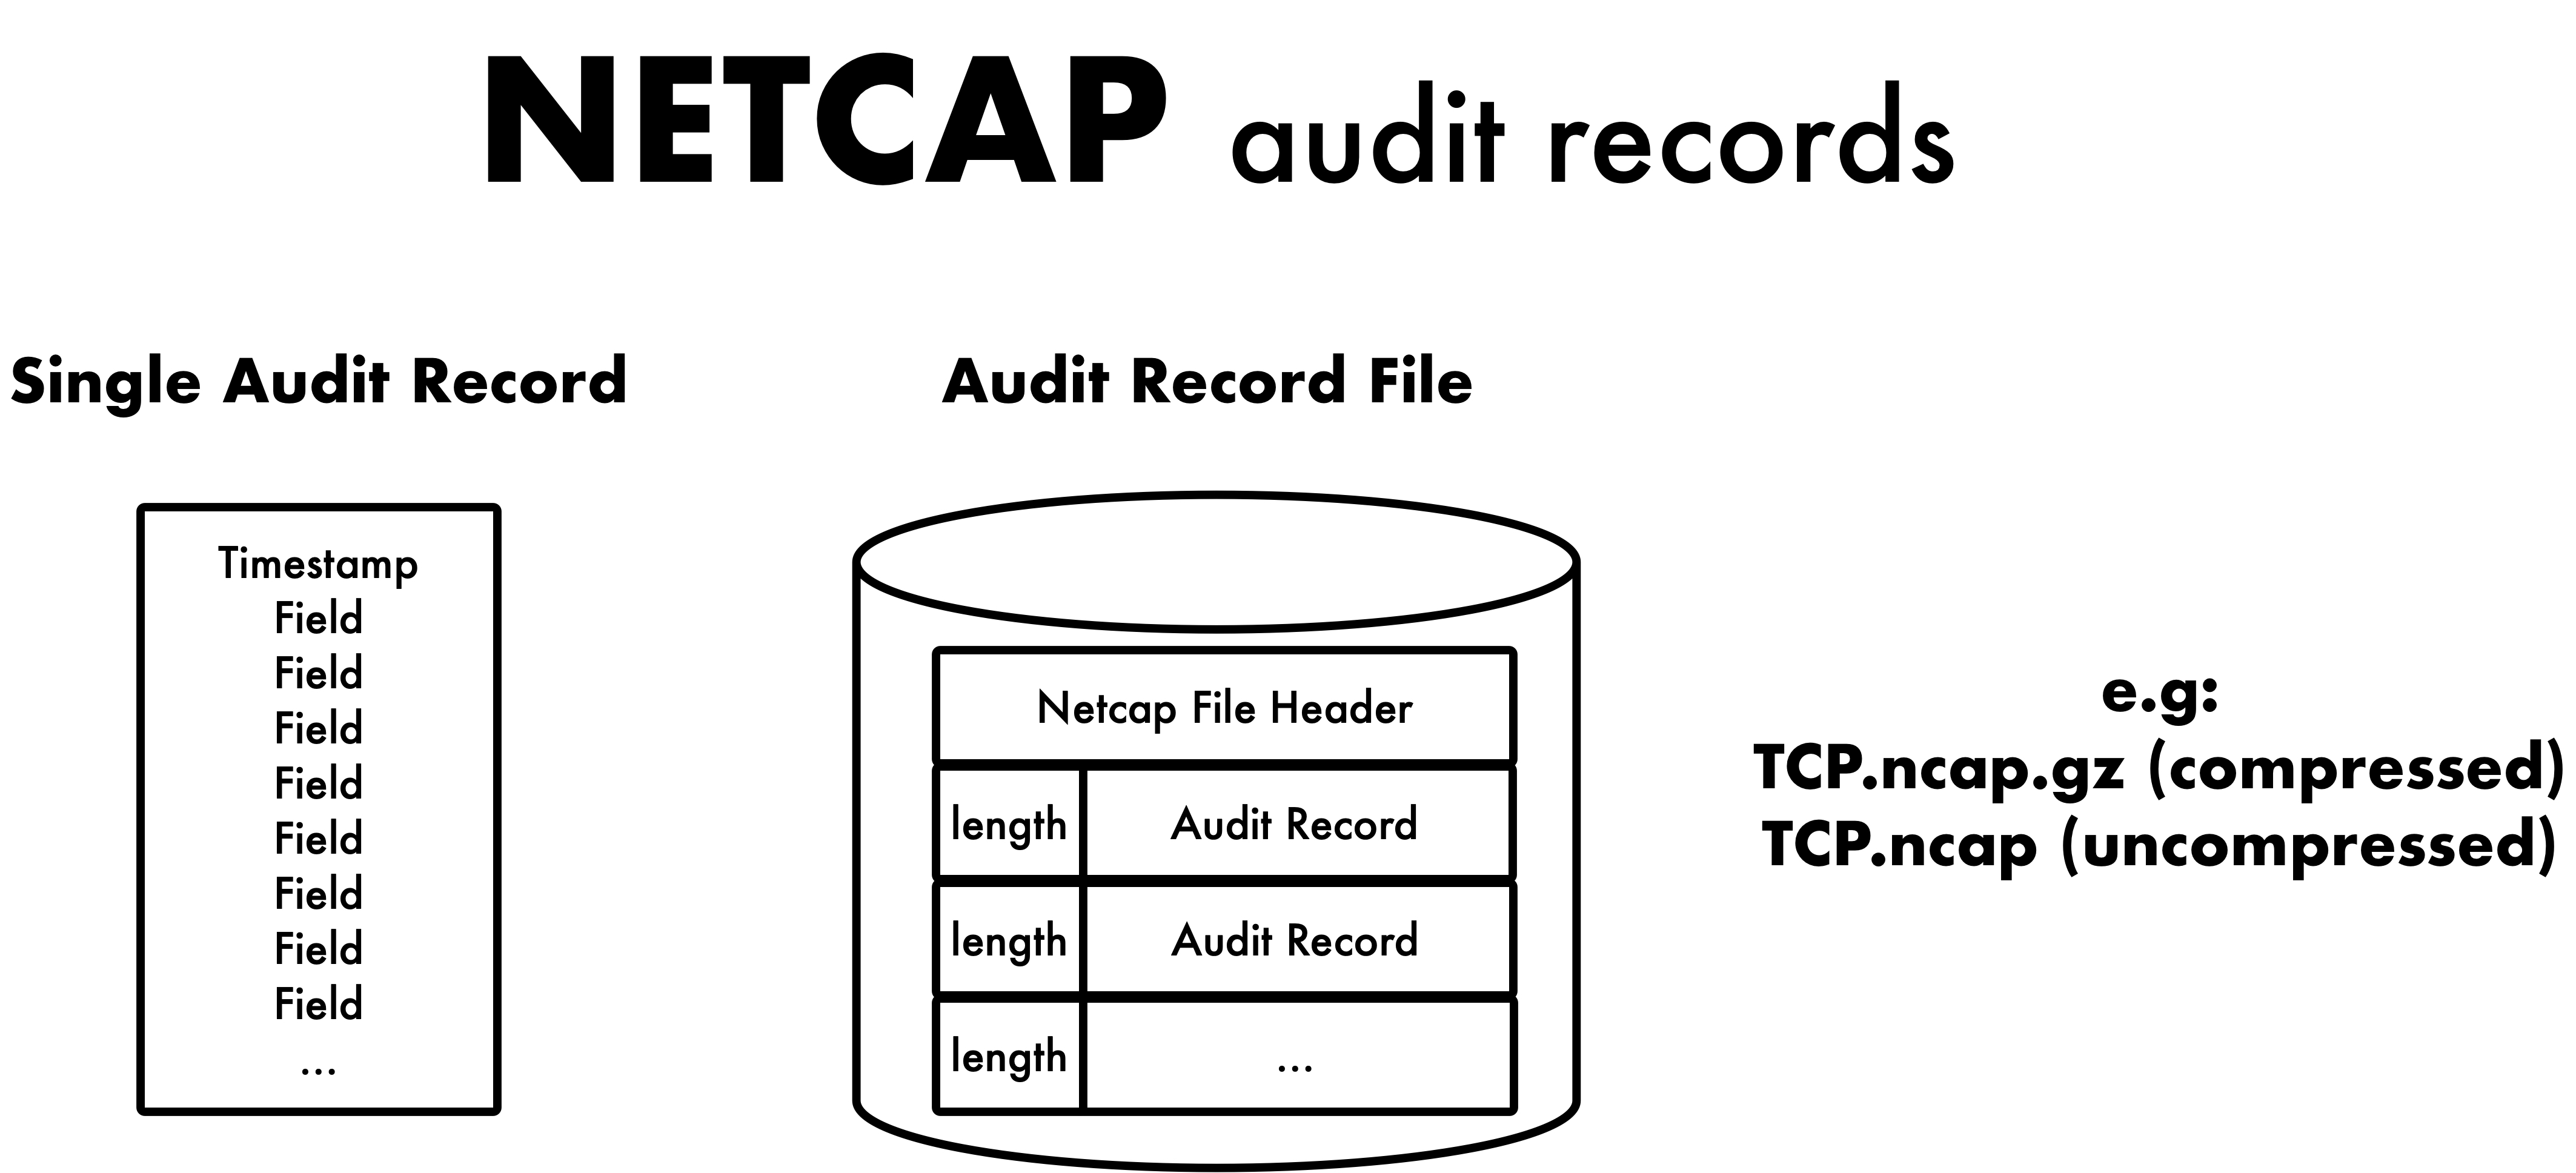 NETCAP audit records
Single Audit Record
Timestamp
Field
Field
Field
Field
Field
Field
Field
Field
...
Audit Record File
Netcap File Header
length Audit Record
length Audit Record
length ...
e.g:
TCP.ncap.gz (compressed)
TCP.ncap (uncompressed)